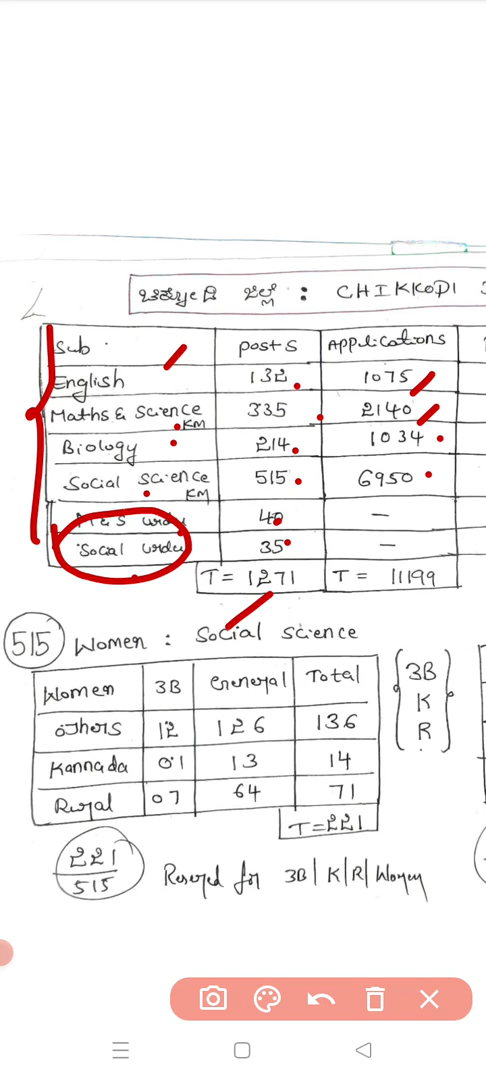 ಚಿಕ್ಕೋಡಿ ಜಿಲ್ಲೆ : CHIKKODI
Sub posts Applications
English 132 1075
Maths & Science KM 335 2140
Biology 214 1034
Social science KM 515 6950
M&S urdu 40 –
Social urdu 35 –
T = 1271 T = 11199
515 Women : Social science
Women 3B General Total
others 12 126 136
Kannada 01 13 14
Rural 07 64 71
T=221
3B
K
R
221/515 Reserved for 3B | K | R | Women